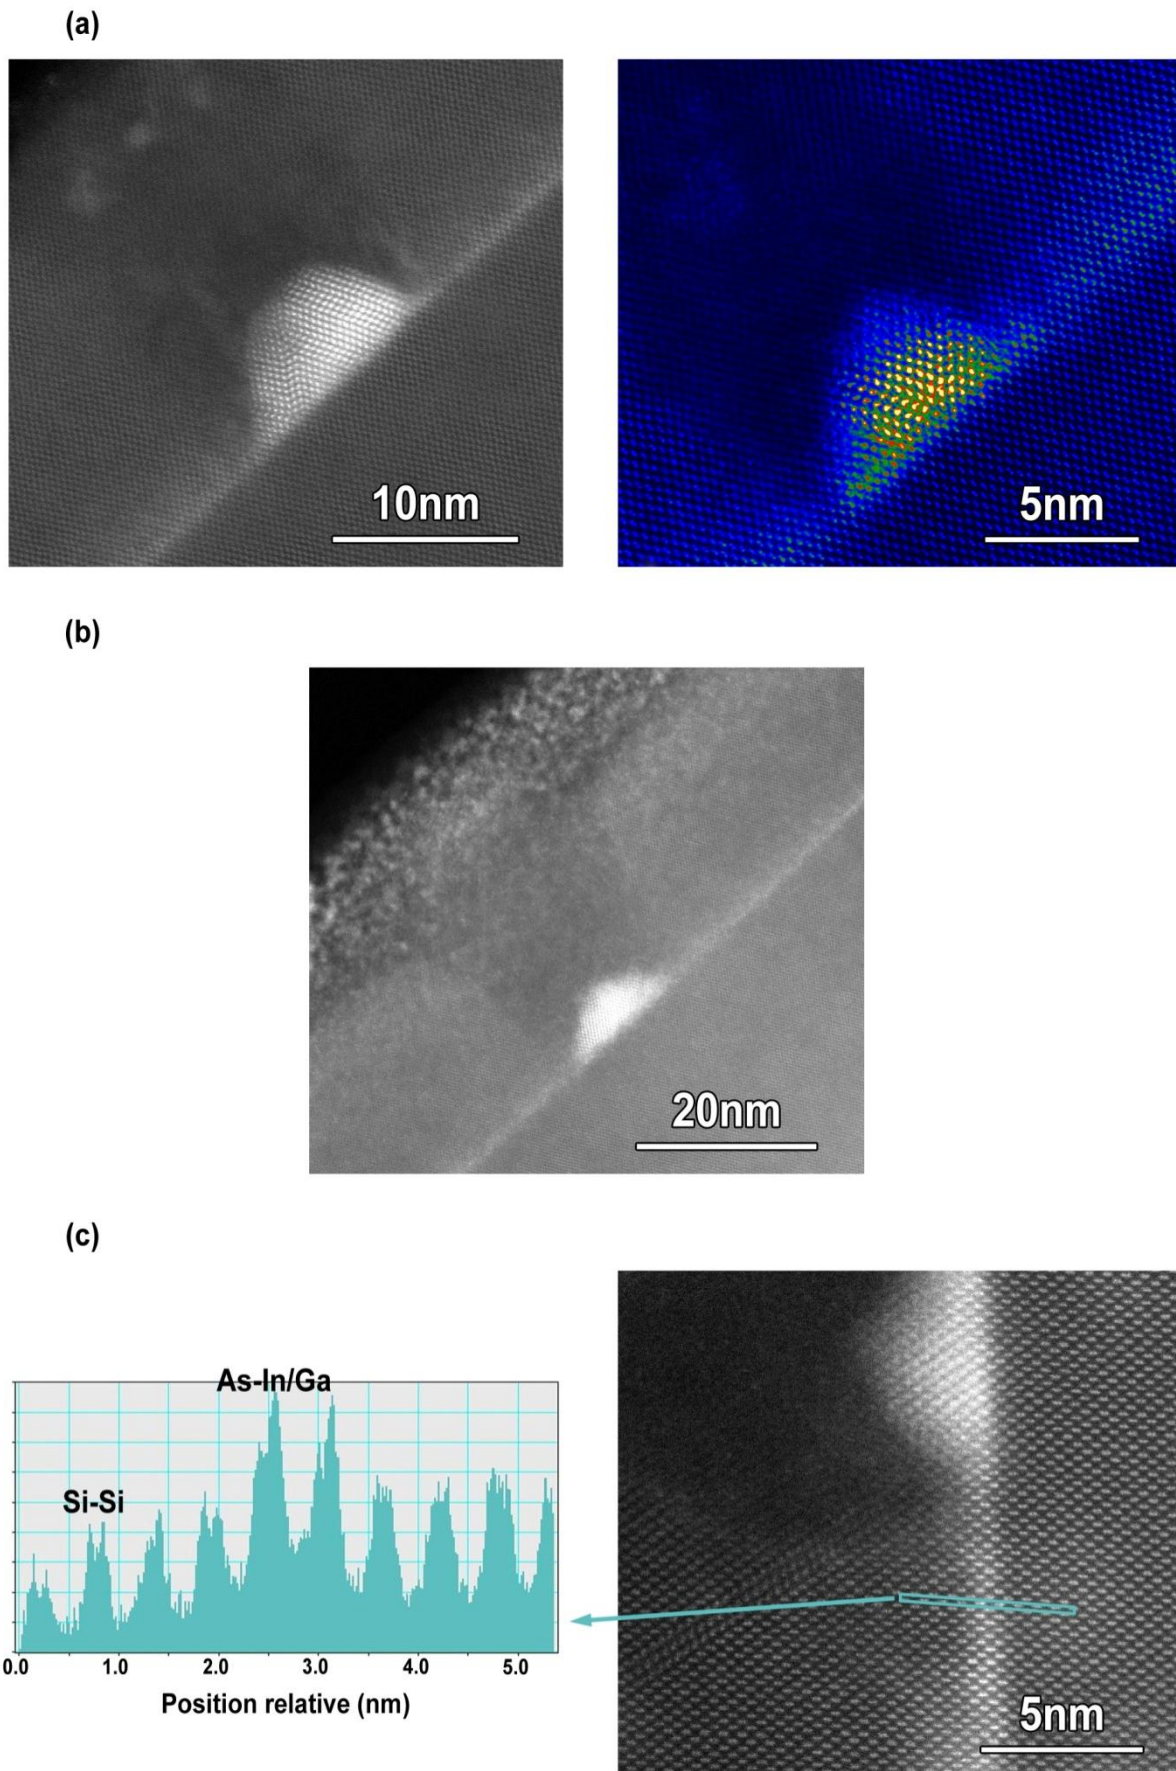 (a)
10nm
5nm
(b)
20nm
(c)
As-In/Ga
Si-Si
0.0 1.0 2.0 3.0 4.0 5.0
Position relative (nm)
5nm